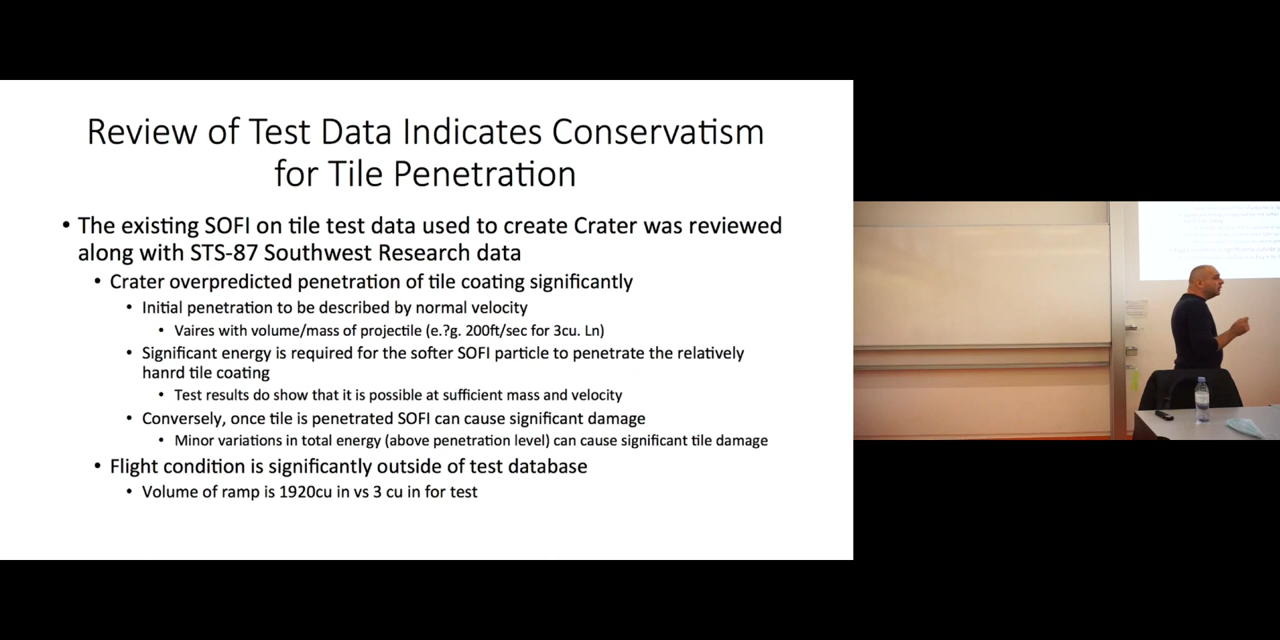 Review of Test Data Indicates Conservatism
for Tile Penetration
• The existing SOFI on tile test data used to create Crater was reviewed
along with STS-87 Southwest Research data
• Crater overpredicted penetration of tile coating significantly
• Initial penetration to be described by normal velocity
• Vaires with volume/mass of projectile (e.?g. 200ft/sec for 3cu. Ln)
• Significant energy is required for the softer SOFI particle to penetrate the relatively
hanrd tile coating
• Test results do show that it is possible at sufficient mass and velocity
• Conversely, once tile is penetrated SOFI can cause significant damage
• Minor variations in total energy (above penetration level) can cause significant tile damage
• Flight condition is significantly outside of test database
• Volume of ramp is 1920cu in vs 3 cu in for test